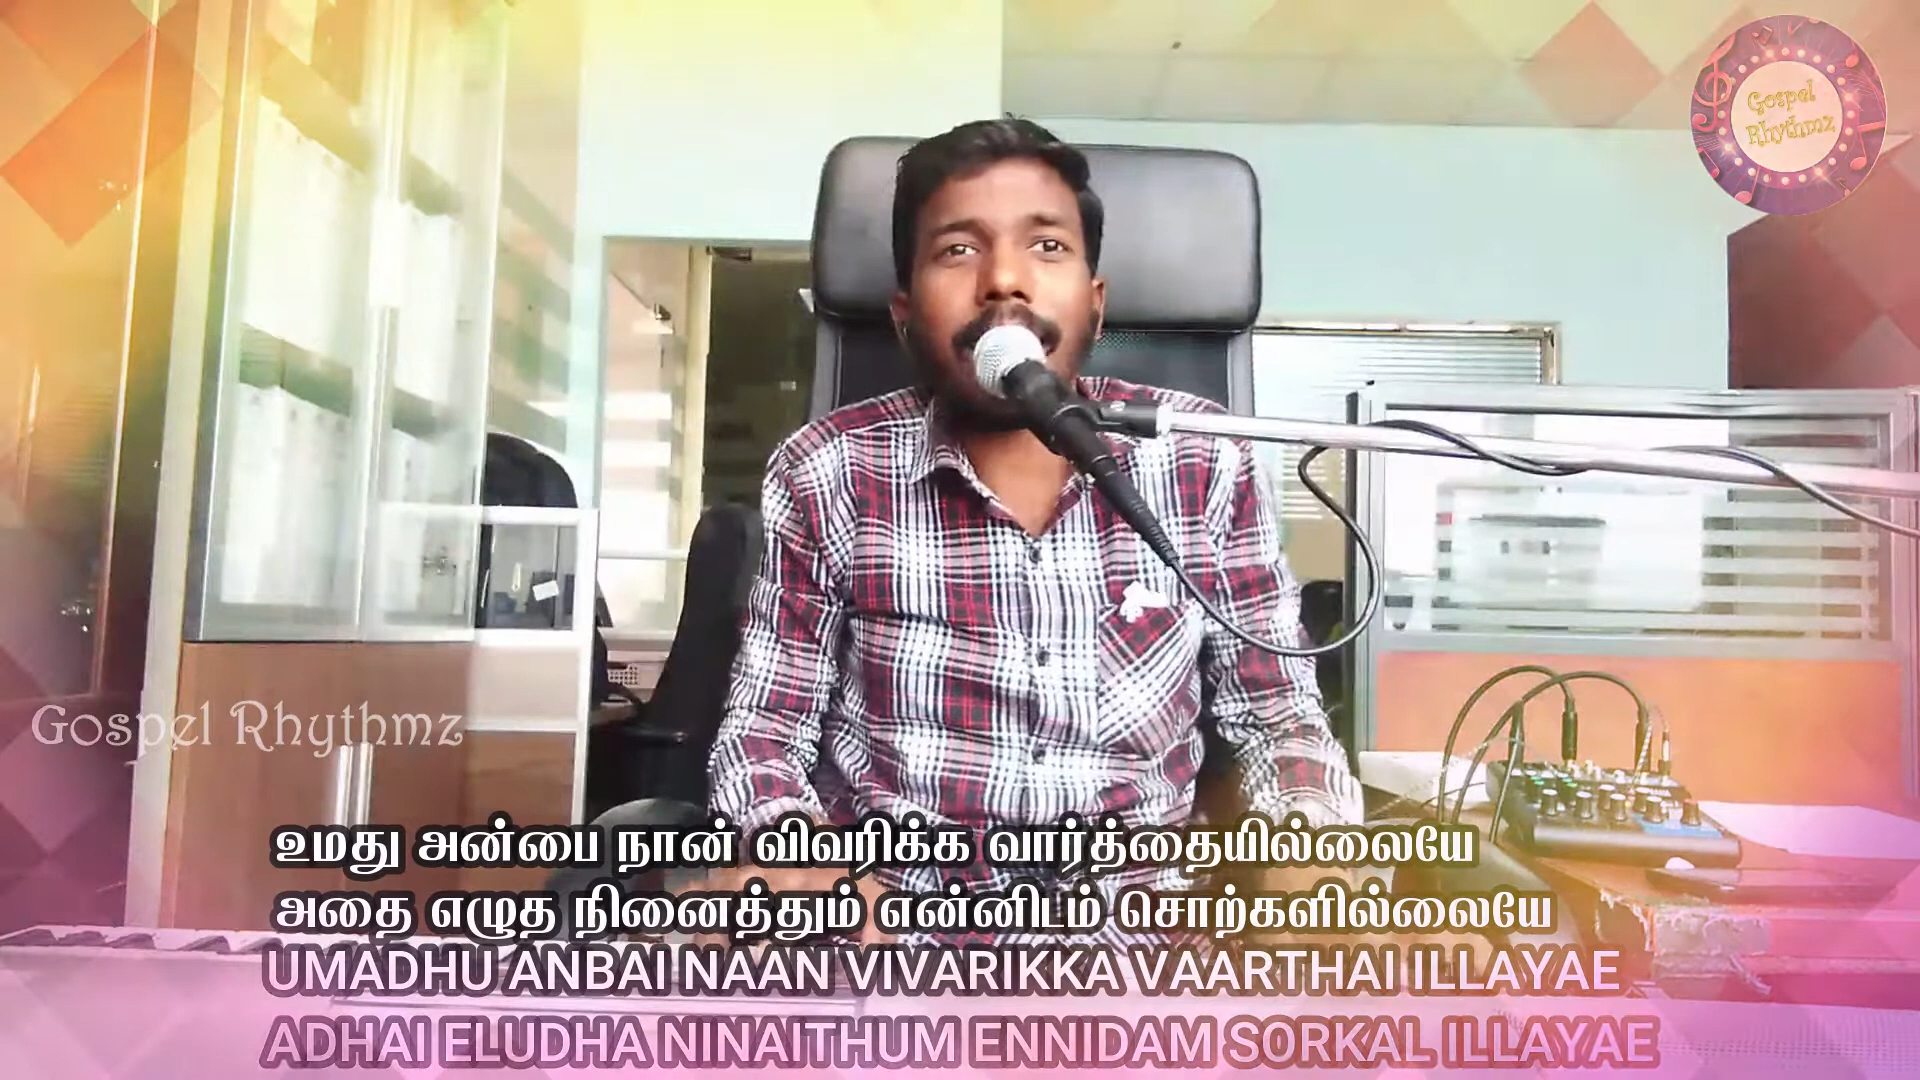 Gospel
Rhythmz
Gospel Rhythmz
உமது அன்பை நான் விவரிக்க வார்த்தையில்லையே
அதை எழுத நினைத்தும் என்னிடம் சொற்களில்லையே
UMADHU ANBAI NAAN VIVARIKKA VAARTHAI ILLAYAE
ADHAI ELUDHA NINAITHUM ENNIDAM SORKAL ILLAYAE